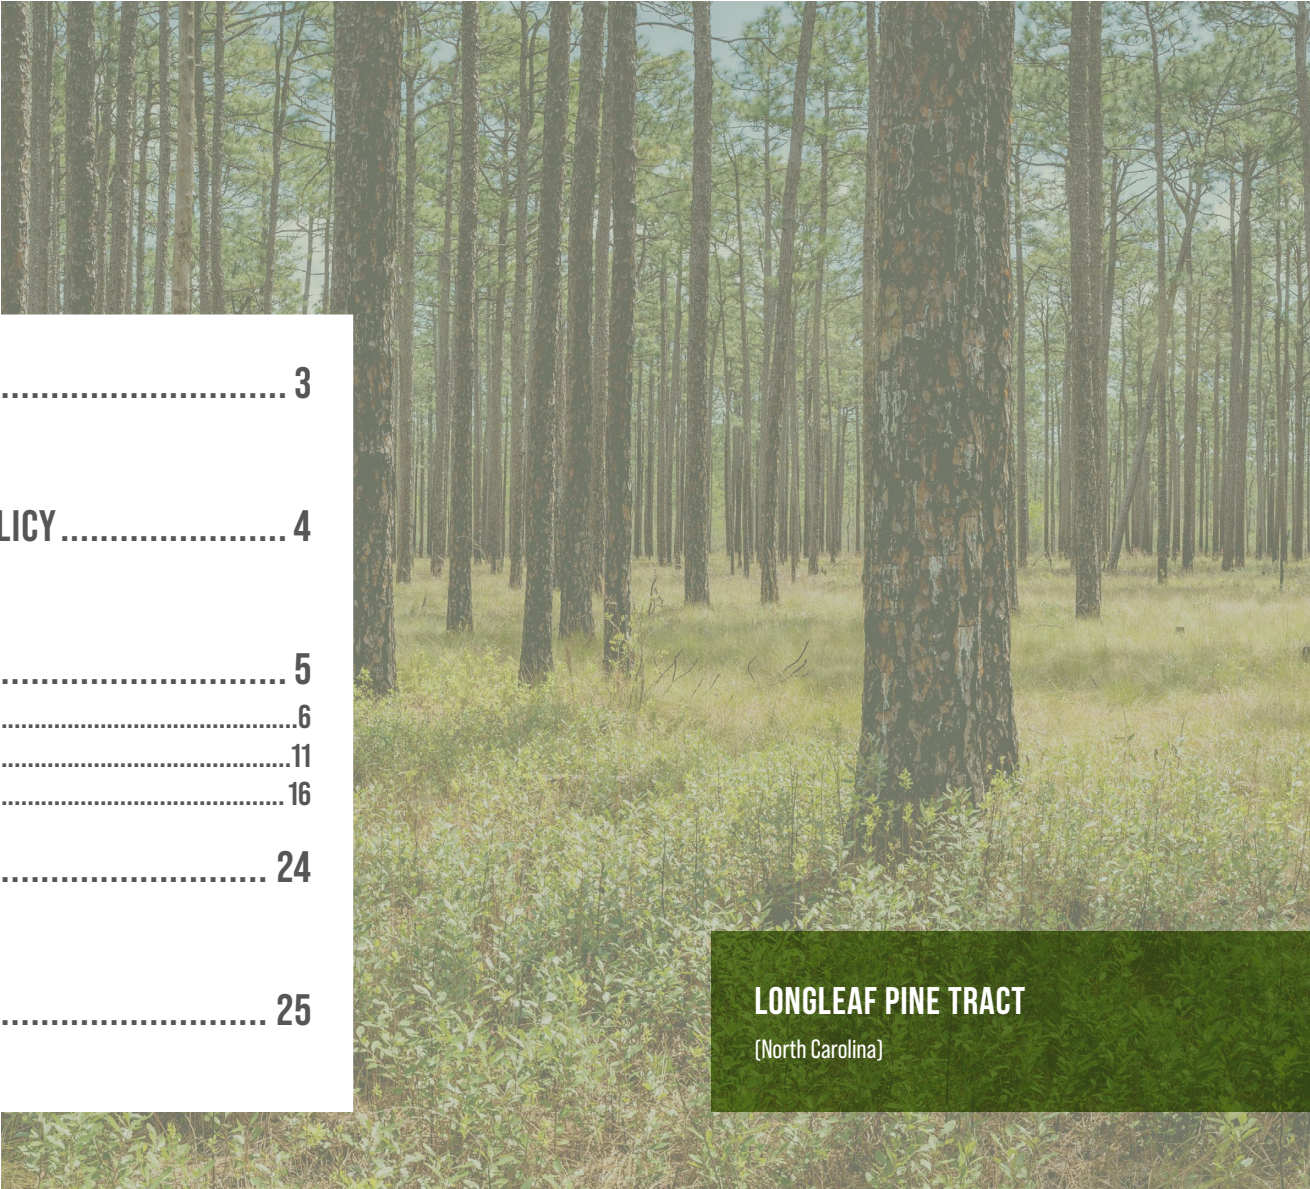 ........................... 3
LICY....................... 4
........................... 5
...........................6
...........................11
........................... 16
........................... 24
........................... 25
LONGLEAF PINE TRACT
(North Carolina)